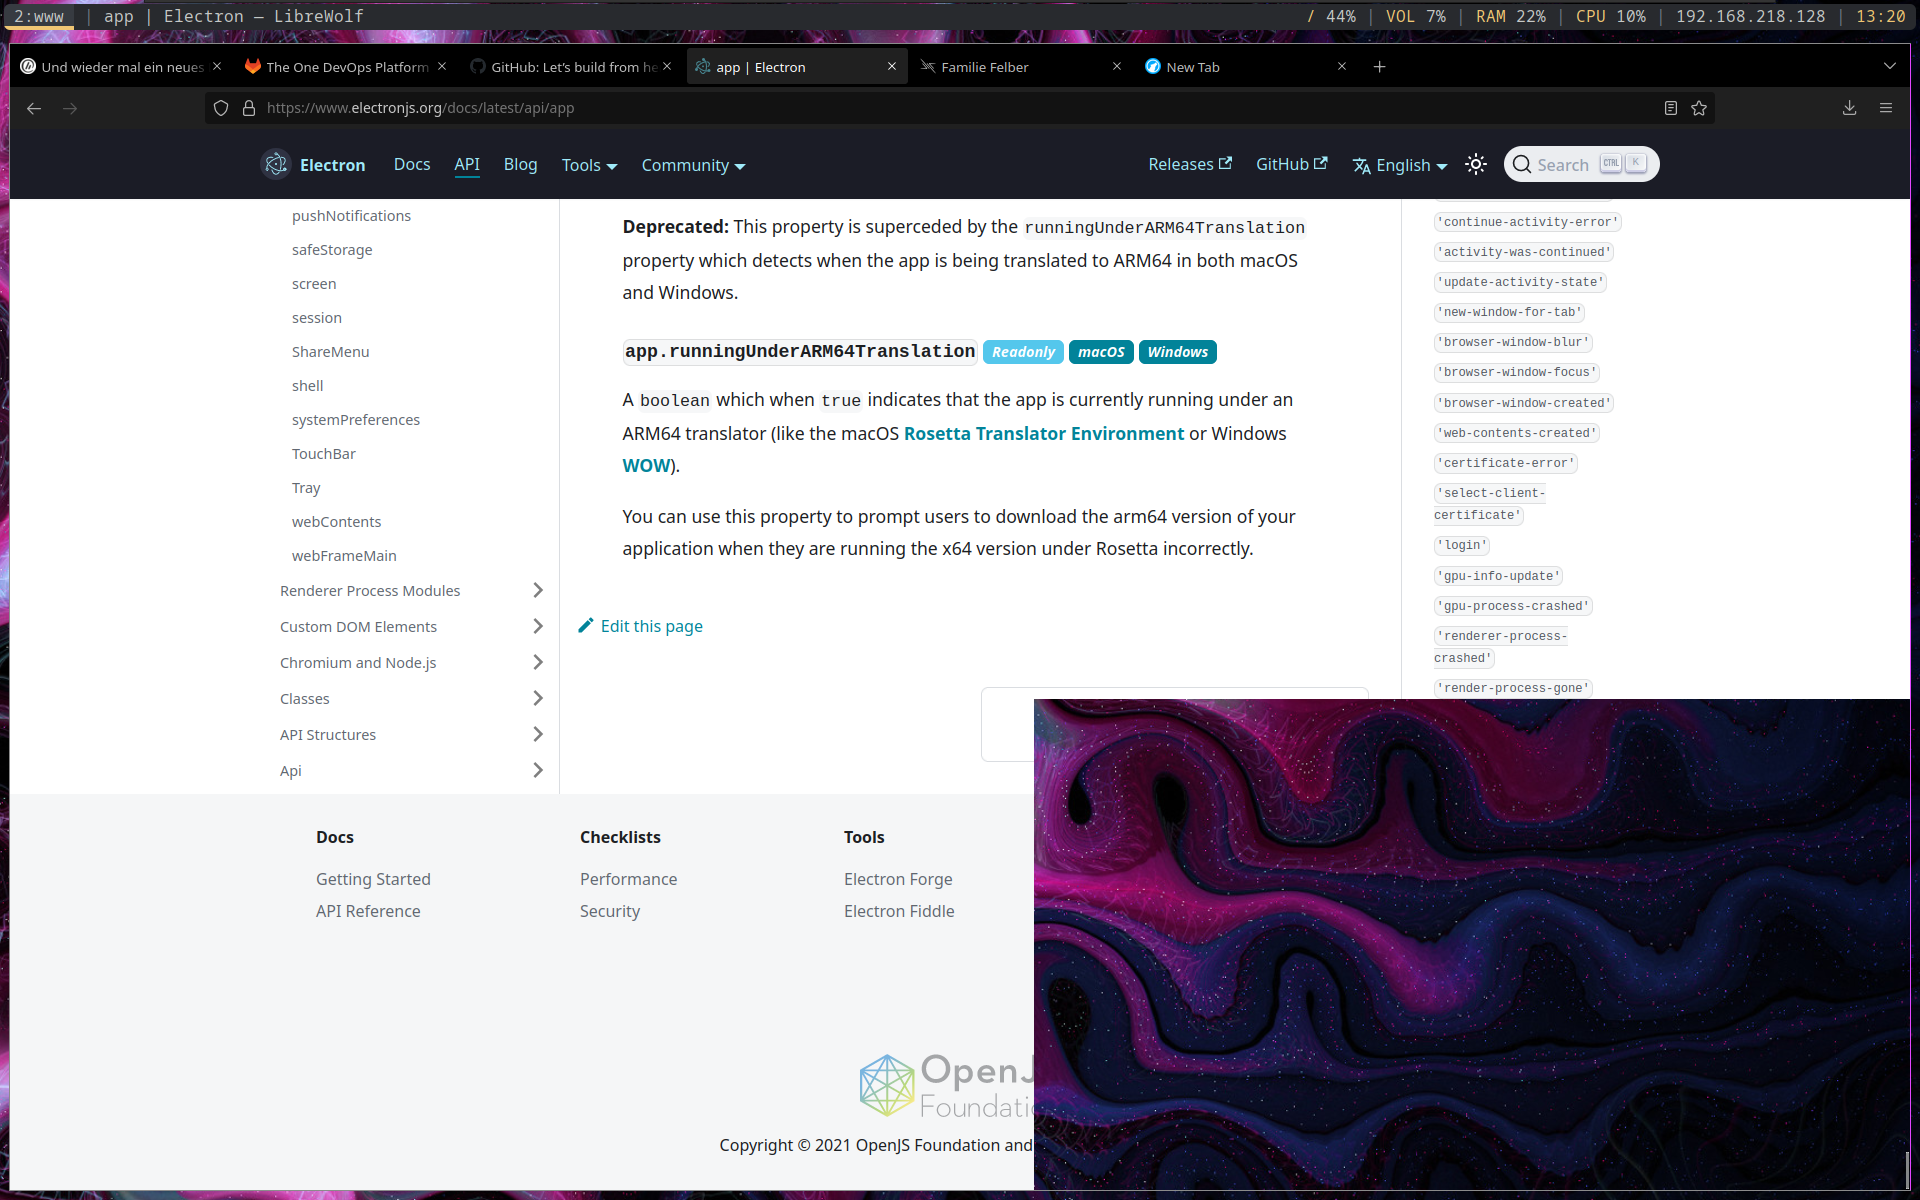 2:www | app | Electron — LibreWolf
/ 44% | VOL 7% | RAM 22% | CPU 10% | 192.168.218.128 | 13:20
Und wieder mal ein neues
The One DevOps Platform
GitHub: Let's build from he
app | Electron
Familie Felber
New Tab
https://www.electronjs.org/docs/latest/api/app
Electron
Docs
API
Blog
Tools
Community
Releases
GitHub
English
Search
CTRL
K
pushNotifications
safeStorage
screen
session
ShareMenu
shell
systemPreferences
TouchBar
Tray
webContents
webFrameMain
Renderer Process Modules
Custom DOM Elements
Chromium and Node.js
Classes
API Structures
Api
Deprecated: This property is superceded by the runningUnderARM64Translation
property which detects when the app is being translated to ARM64 in both macOS
and Windows.
app.runningUnderARM64Translation Readonly macOS Windows
A boolean which when true indicates that the app is currently running under an
ARM64 translator (like the macOS Rosetta Translator Environment or Windows
WOW).
You can use this property to prompt users to download the arm64 version of your
application when they are running the x64 version under Rosetta incorrectly.
Edit this page
'continue-activity-error'
'activity-was-continued'
'update-activity-state'
'new-window-for-tab'
'browser-window-blur'
'browser-window-focus'
'browser-window-created'
'web-contents-created'
'certificate-error'
'select-client-
certificate'
'login'
'gpu-info-update'
'gpu-process-crashed'
'renderer-process-
crashed'
'render-process-gone'
Docs
Getting Started
API Reference
Checklists
Performance
Security
Tools
Electron Forge
Electron Fiddle
OpenJ
Foundatio
Copyright © 2021 OpenJS Foundation and